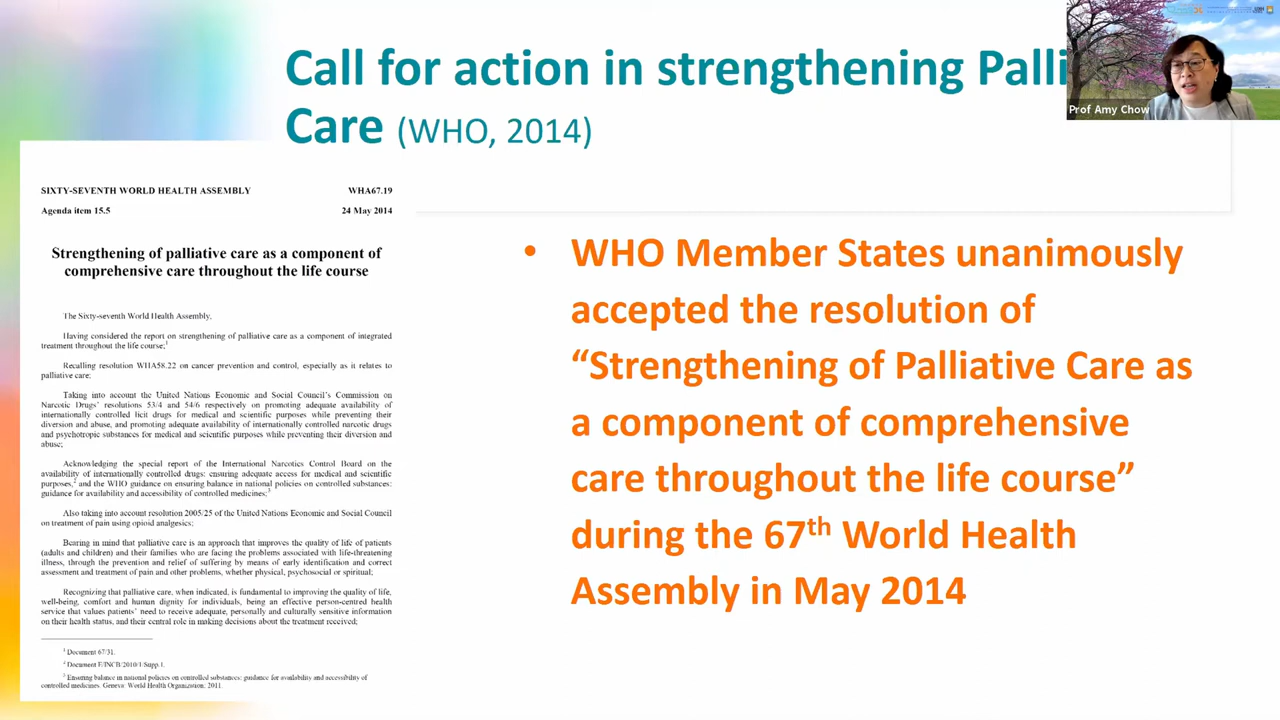 Call for action in strengthening Palli
Care (WHO, 2014)
Prof Amy Chow
SIXTY-SEVENTH WORLD HEALTH ASSEMBLY WHA67.19
Agenda item 15.5 24 May 2014
Strengthening of palliative care as a component of
comprehensive care throughout the life course
The Sixty-seventh World Health Assembly,
Having considered the report on strengthening of palliative care as a component of integrated
treatment throughout the life course;1
Recalling resolution WHA58.22 on cancer prevention and control, especially as it relates to
palliative care;
Taking into account the United Nations Economic and Social Council's Commission on
Narcotic Drugs' resolutions 53/4 and 54/6 respectively on promoting adequate availability of
internationally controlled licit drugs for medical and scientific purposes while preventing their
diversion and abuse, and promoting adequate availability of internationally controlled narcotic drugs
and psychotropic substances for medical and scientific purposes while preventing their diversion and
abuse;
Acknowledging the special report of the International Narcotics Control Board on the
availability of internationally controlled drugs: ensuring adequate access for medical and scientific
purposes,2 and the WHO guidance on ensuring balance in national policies on controlled substances:
guidance for availability and accessibility of controlled medicines;3
Also taking into account resolution 2005/25 of the United Nations Economic and Social Council
on treatment of pain using opioid analgesics;
Bearing in mind that palliative care is an approach that improves the quality of life of patients
(adults and children) and their families who are facing the problems associated with life-threatening
illness, through the prevention and relief of suffering by means of early identification and correct
assessment and treatment of pain and other problems, whether physical, psychosocial or spiritual;
Recognizing that palliative care, when indicated, is fundamental to improving the quality of life,
well-being, comfort and human dignity for individuals, being an effective person-centred health
service that values patients' need to receive adequate, personally and culturally sensitive information
on their health status, and their central role in making decisions about the treatment received;
1 Document 67/31.
2 Document E/INCB/2010/1/Supp.1.
3 Ensuring balance in national policies on controlled substances: guidance for availability and accessibility of
controlled medicines. Geneva: World Health Organization; 2011.
• WHO Member States unanimously
accepted the resolution of
“Strengthening of Palliative Care as
a component of comprehensive
care throughout the life course”
during the 67th World Health
Assembly in May 2014